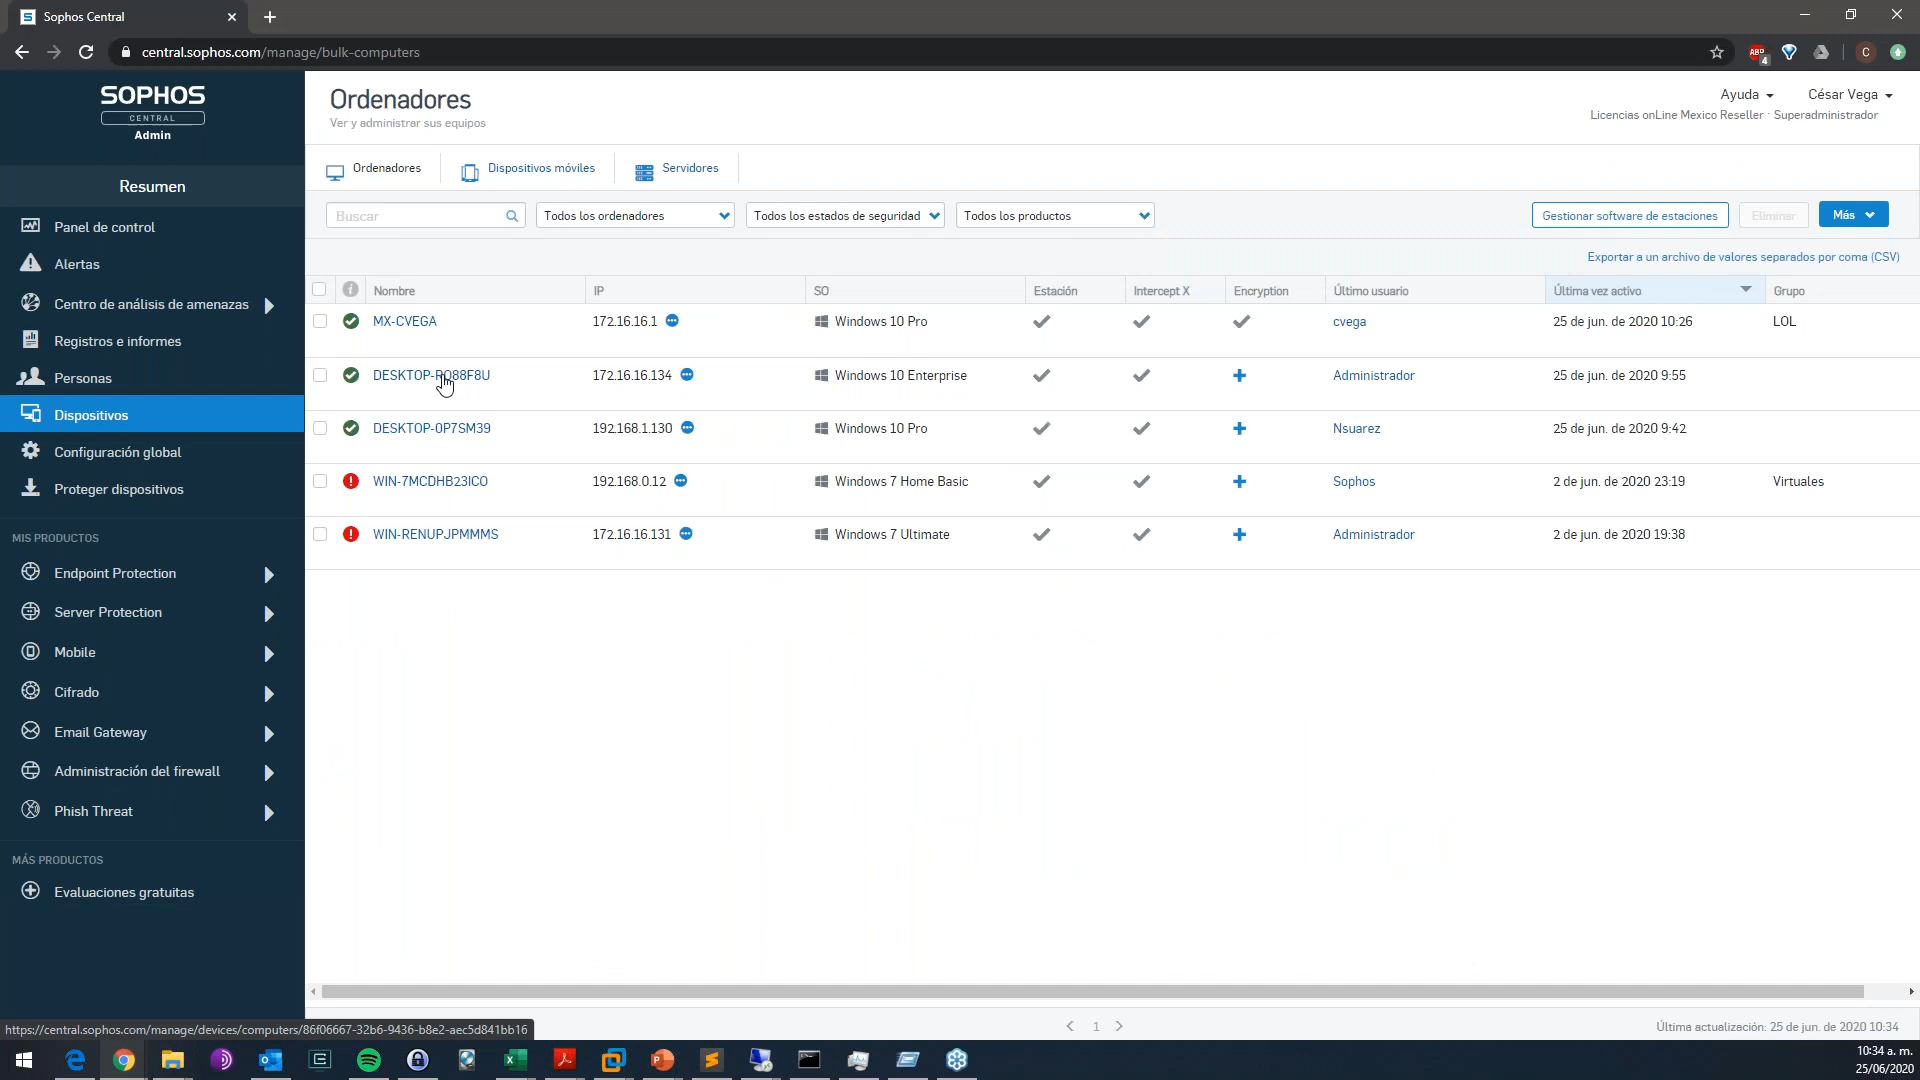 Sophos Central
central.sophos.com/manage/bulk-computers
ABP
4
C
SOPHOS
CENTRAL
Admin
Resumen
Panel de control
Alertas
Centro de análisis de amenazas
Registros e informes
Personas
Dispositivos
Configuración global
Proteger dispositivos
MIS PRODUCTOS
Endpoint Protection
Server Protection
Mobile
Cifrado
Email Gateway
Administración del firewall
Phish Threat
MÁS PRODUCTOS
Evaluaciones gratuitas
Ordenadores
Ver y administrar sus equipos
Ayuda
César Vega
Licencias onLine Mexico Reseller · Superadministrador
Ordenadores
Dispositivos móviles
Servidores
Buscar
Todos los ordenadores
Todos los estados de seguridad
Todos los productos
Gestionar software de estaciones
Eliminar
Más
Exportar a un archivo de valores separados por coma (CSV)
Nombre IP SO Estación Intercept X Encryption Último usuario Última vez activo Grupo
MX-CVEGA 172.16.16.1 Windows 10 Pro cvega 25 de jun. de 2020 10:26 LOL
DESKTOP-RO88F8U 172.16.16.134 Windows 10 Enterprise Administrador 25 de jun. de 2020 9:55
DESKTOP-0P7SM39 192.168.1.130 Windows 10 Pro Nsuarez 25 de jun. de 2020 9:42
WIN-7MCDHB23ICO 192.168.0.12 Windows 7 Home Basic Sophos 2 de jun. de 2020 23:19 Virtuales
WIN-RENUPJPMMMS 172.16.16.131 Windows 7 Ultimate Administrador 2 de jun. de 2020 19:38
1
Última actualización: 25 de jun. de 2020 10:34
https://central.sophos.com/manage/devices/computers/86f06667-32b6-9436-b8e2-aec5d841bb16
10:34 a. m.
25/06/2020